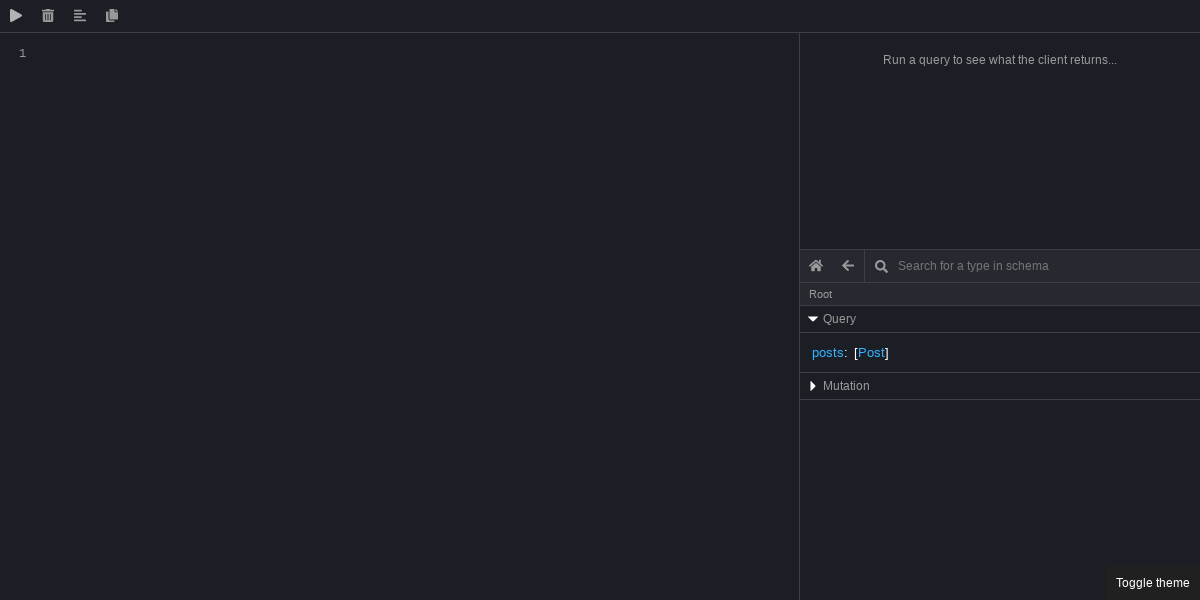 1
Run a query to see what the client returns...
Search for a type in schema
Root
Query
posts: [Post]
Mutation
Toggle theme